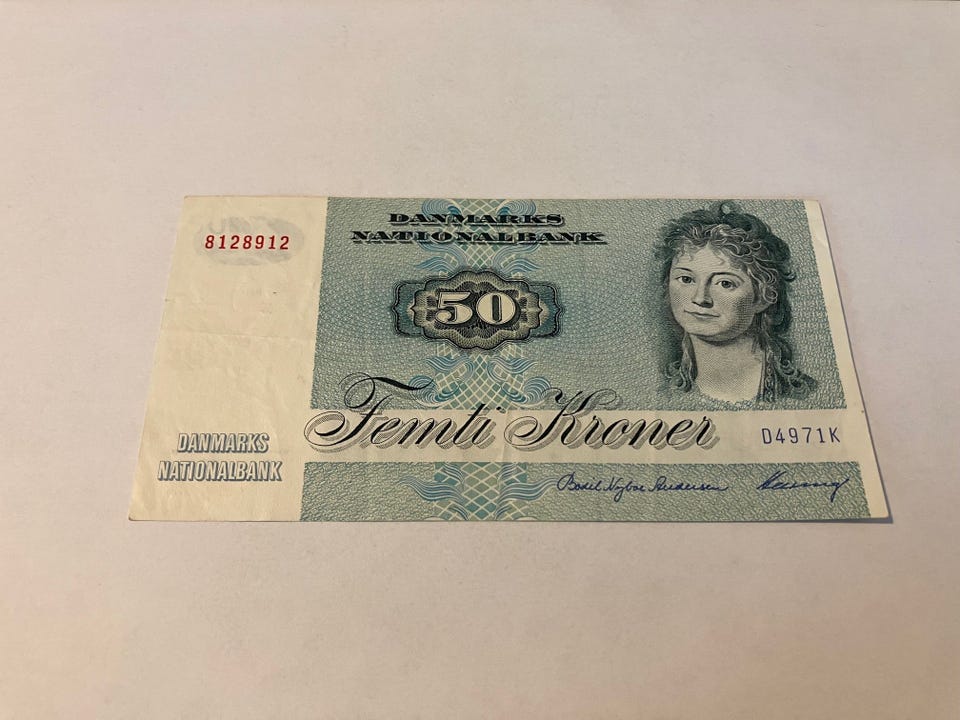 8128912
DANMARKS
NATIONALBANK
50
Femti Kroner
D4971K
DANMARKS
NATIONALBANK
Bodil Nyboe Andersen